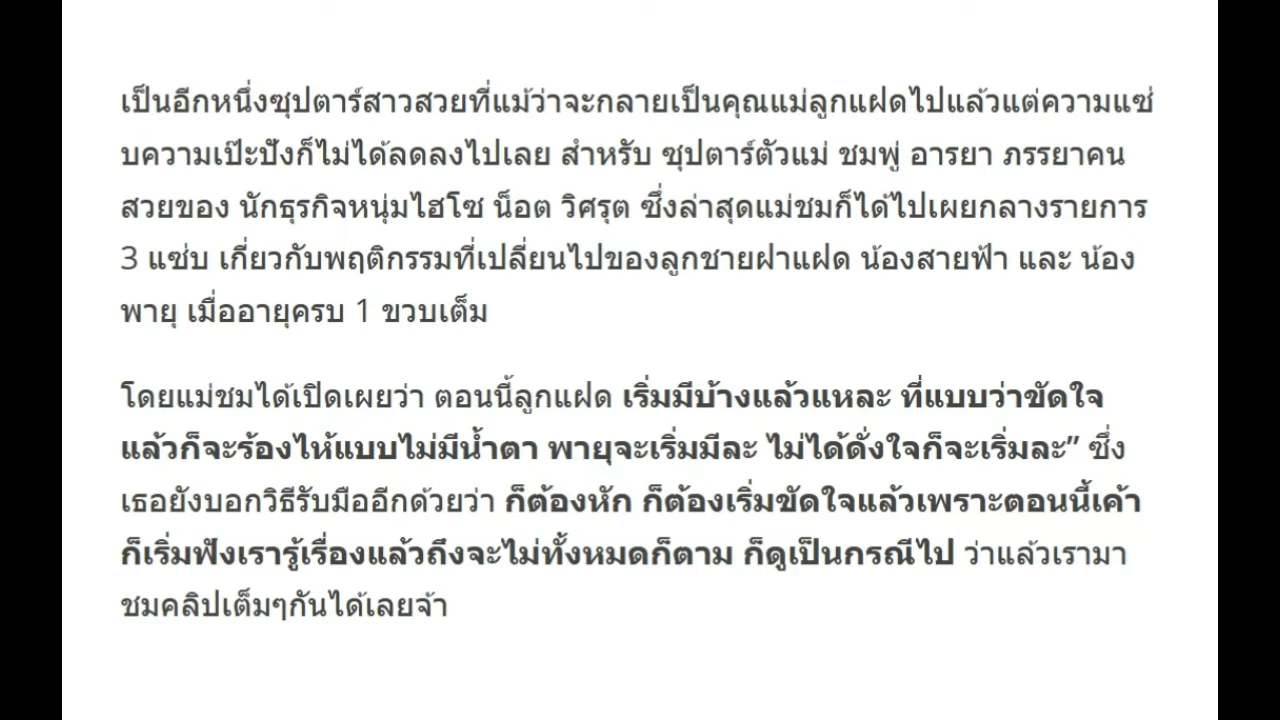 เป็นอีกหนึ่งซุปตาร์สาวสวยที่แม้ว่าจะกลายเป็นคุณแม่ลูกแฝดไปแล้วแต่ความแซ่
บความเป๊ะปังก็ไม่ได้ลดลงไปเลย สำหรับ ซุปตาร์ตัวแม่ ชมพู่ อารยา ภรรยาคน
สวยของ นักธุรกิจหนุ่มไฮโซ น็อต วิศรุต ซึ่งล่าสุดแม่ชมก็ได้ไปเผยกลางรายการ
3 แซ่บ เกี่ยวกับพฤติกรรมที่เปลี่ยนไปของลูกชายฝาแฝด น้องสายฟ้า และ น้อง
พายุ เมื่ออายุครบ 1 ขวบเต็ม
โดยแม่ชมได้เปิดเผยว่า ตอนนี้ลูกแฝด เริ่มมีบ้างแล้วแหละ ที่แบบว่าขัดใจ
แล้วก็จะร้องไห้แบบไม่มีน้ำตา พายุจะเริ่มมีละ ไม่ได้ดั่งใจก็จะเริ่มละ” ซึ่ง
เธอยังบอกวิธีรับมืออีกด้วยว่า ก็ต้องหัก ก็ต้องเริ่มขัดใจแล้วเพราะตอนนี้เค้า
ก็เริ่มฟังเรารู้เรื่องแล้วถึงจะไม่ทั้งหมดก็ตาม ก็ดูเป็นกรณีไป ว่าแล้วเรามา
ชมคลิปเต็มๆกันได้เลยจ้า